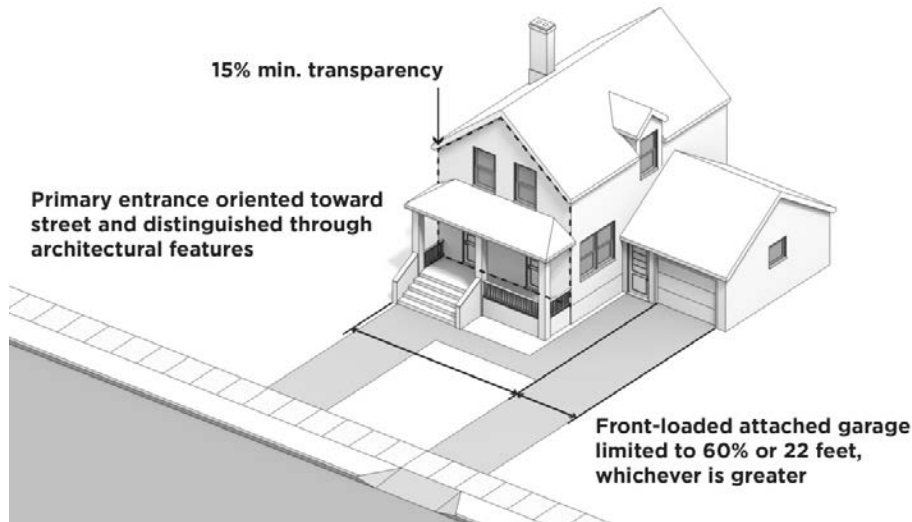 15% min. transparency
Primary entrance oriented toward
street and distinguished through
architectural features
Front-loaded attached garage
limited to 60% or 22 feet,
whichever is greater